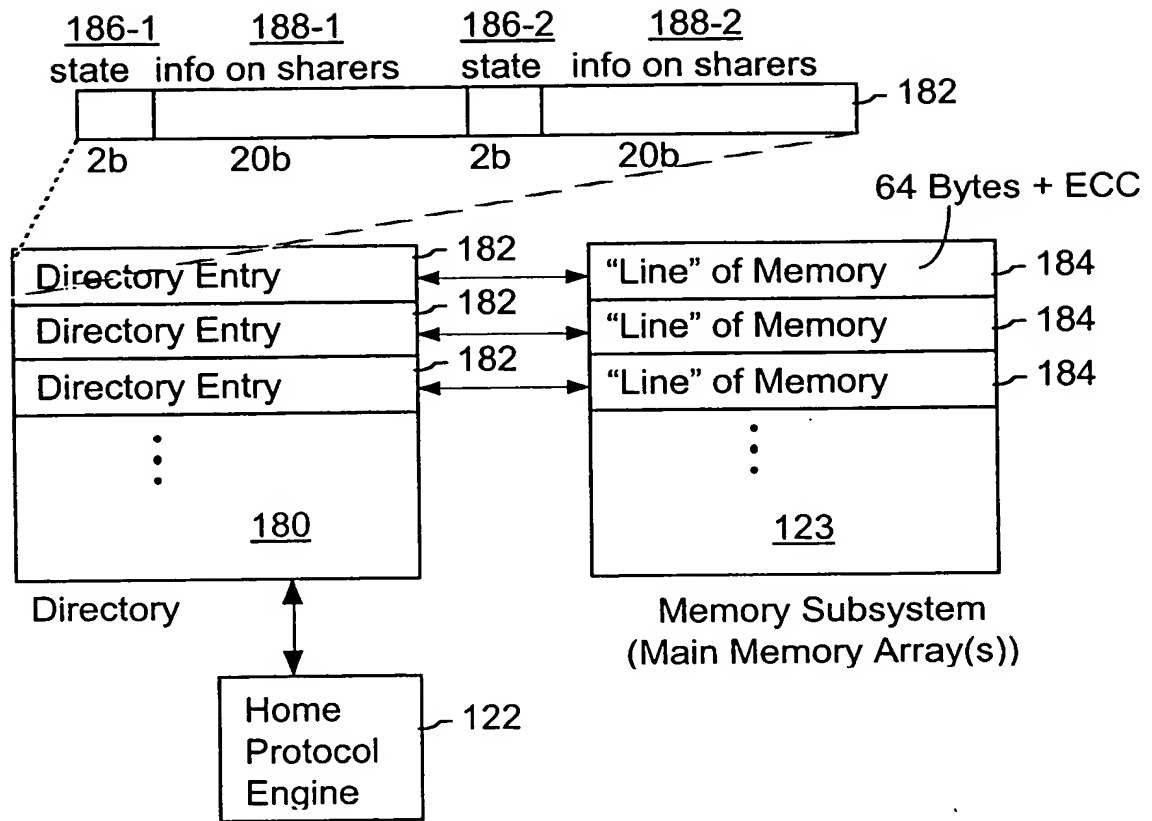 186-1 188-1 186-2 188-2
state info on sharers state info on sharers
182
2b 20b 2b 20b
64 Bytes + ECC
Directory Entry 182 “Line” of Memory 184
Directory Entry 182 “Line” of Memory 184
Directory Entry 182 “Line” of Memory 184
180 123
Directory
Memory Subsystem
(Main Memory Array(s))
Home
Protocol
Engine
122